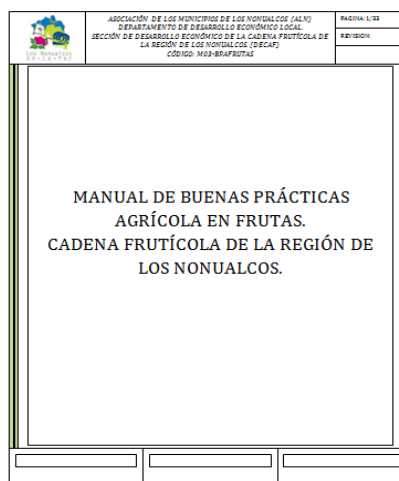 ASOCIACIÓN DE LOS MUNICIPIOS DE LOS NONUALCOS (ALN)
DEPARTAMENTO DE DESARROLLO ECONÓMICO LOCAL.
SECCIÓN DE DESARROLLO ECONÓMICO DE LA CADENA FRUTÍCOLA DE
LA REGIÓN DE LOS NONUALCOS. (DECAF)
CÓDIGO: M03-BPAFRUTAS
PAGINA: 1/33
REVISION:
Los Nonualcos
MANUAL DE BUENAS PRÁCTICAS
AGRÍCOLA EN FRUTAS.
CADENA FRUTÍCOLA DE LA REGIÓN DE
LOS NONUALCOS.